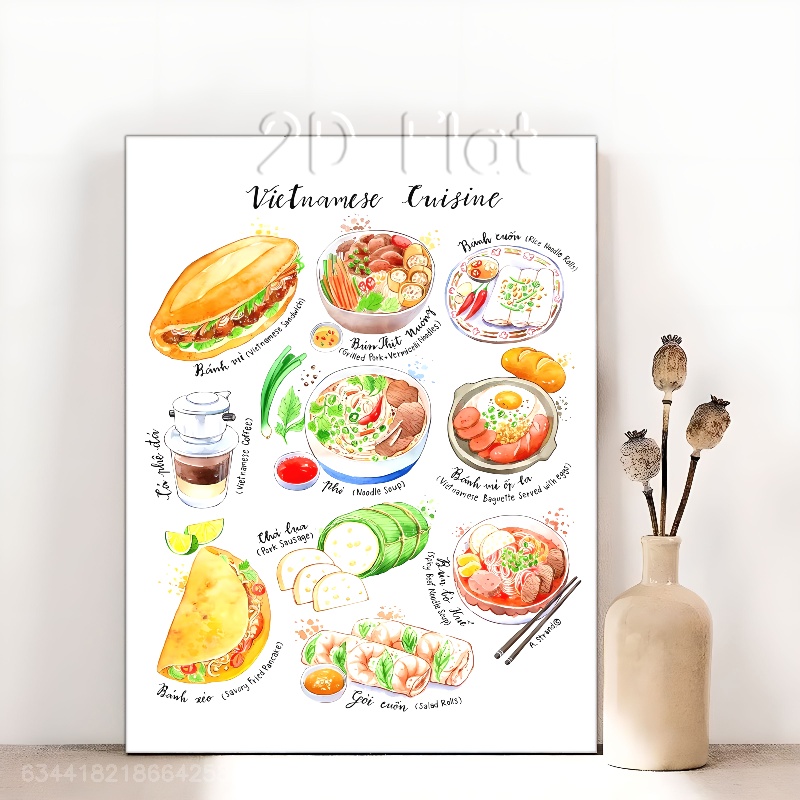 2D Flat
Vietnamese Cuisine
Bánh mì (Vietnamese Sandwich)
Bún Thịt Nướng
(Grilled Pork + Vermicelli Noodles)
Bánh cuốn (Rice Noodle Rolls)
Cà phê đá
(Vietnamese Coffee)
Phở (Noodle Soup)
Bánh mì ốp la
(Vietnamese Baguette Served with Eggs)
Chả lụa
(Pork Sausage)
Bún bò Huế
(Spicy Beef Noodle Soup)
A. Strand©
Bánh xèo (Savory Fried Pancake)
Gỏi cuốn (Salad Rolls)